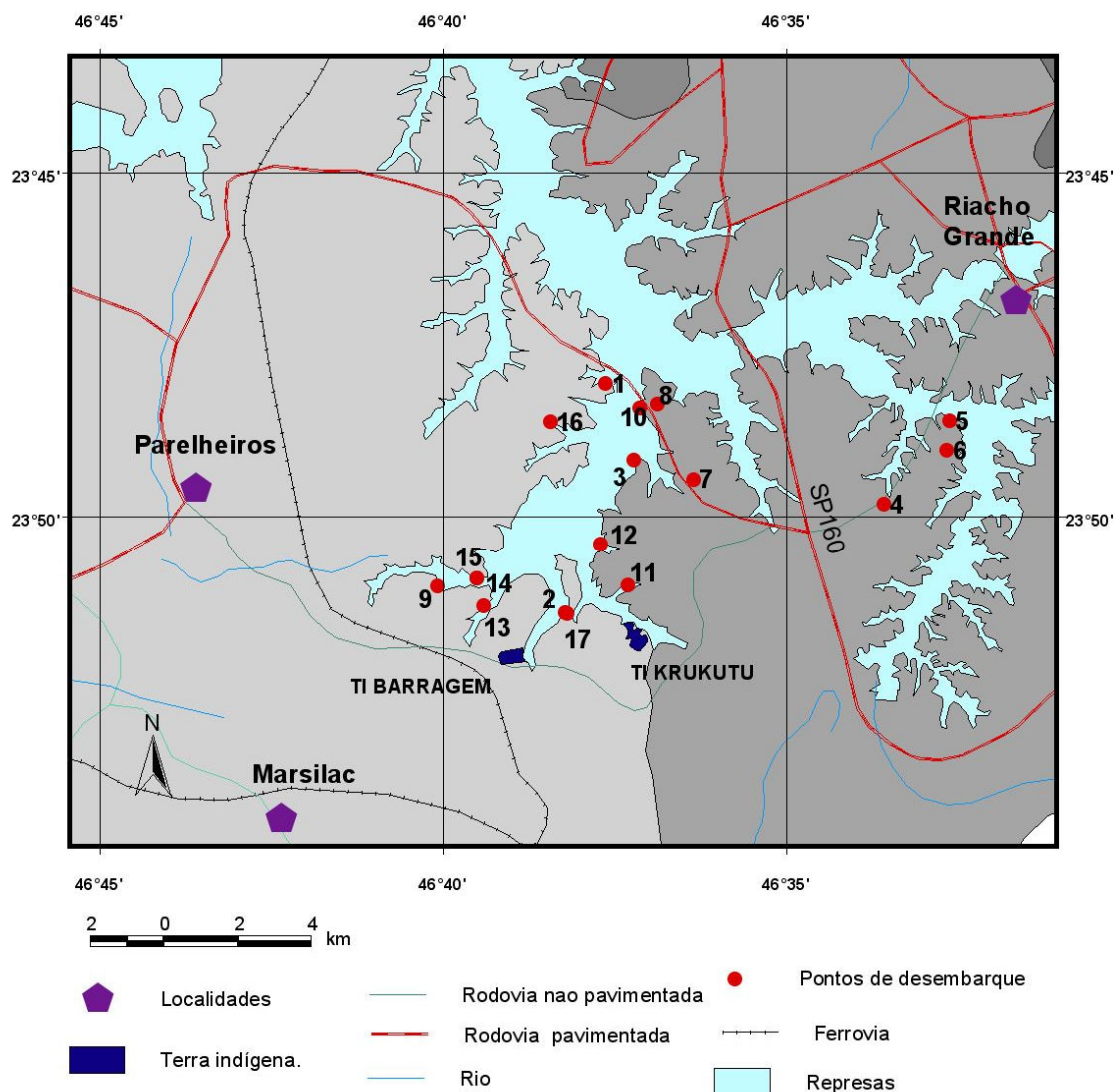 46°45' 46°40' 46°35'
23°45' 23°45'
Riacho
Grande
1
8
10
16
5
6
3
7
Parelheiros
4
SP160
23°50' 23°50'
12
15
14
11
9
2
13
17
TI KRUKUTU
TI BARRAGEM
N
Marsilac
46°45' 46°40' 46°35'
2 0 2 4
km
Localidades
Rodovia nao pavimentada
Pontos de desembarque
Terra indígena.
Rodovia pavimentada
Ferrovia
Rio
Represas